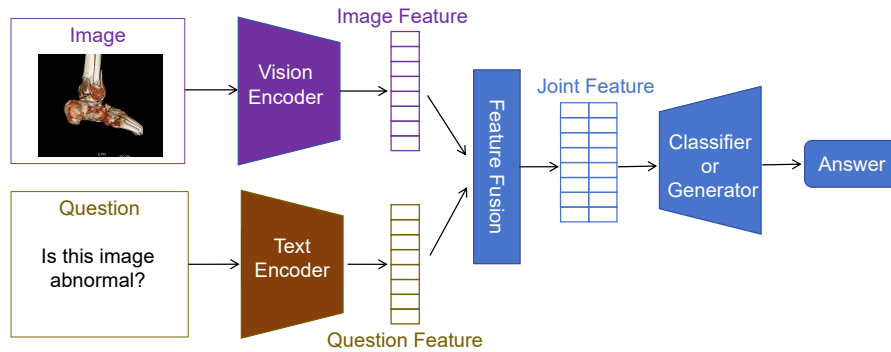 Image
Vision
Encoder
Image Feature
Question
Is this image
abnormal?
Text
Encoder
Question Feature
Feature Fusion
Joint Feature
Classifier
or
Generator
Answer